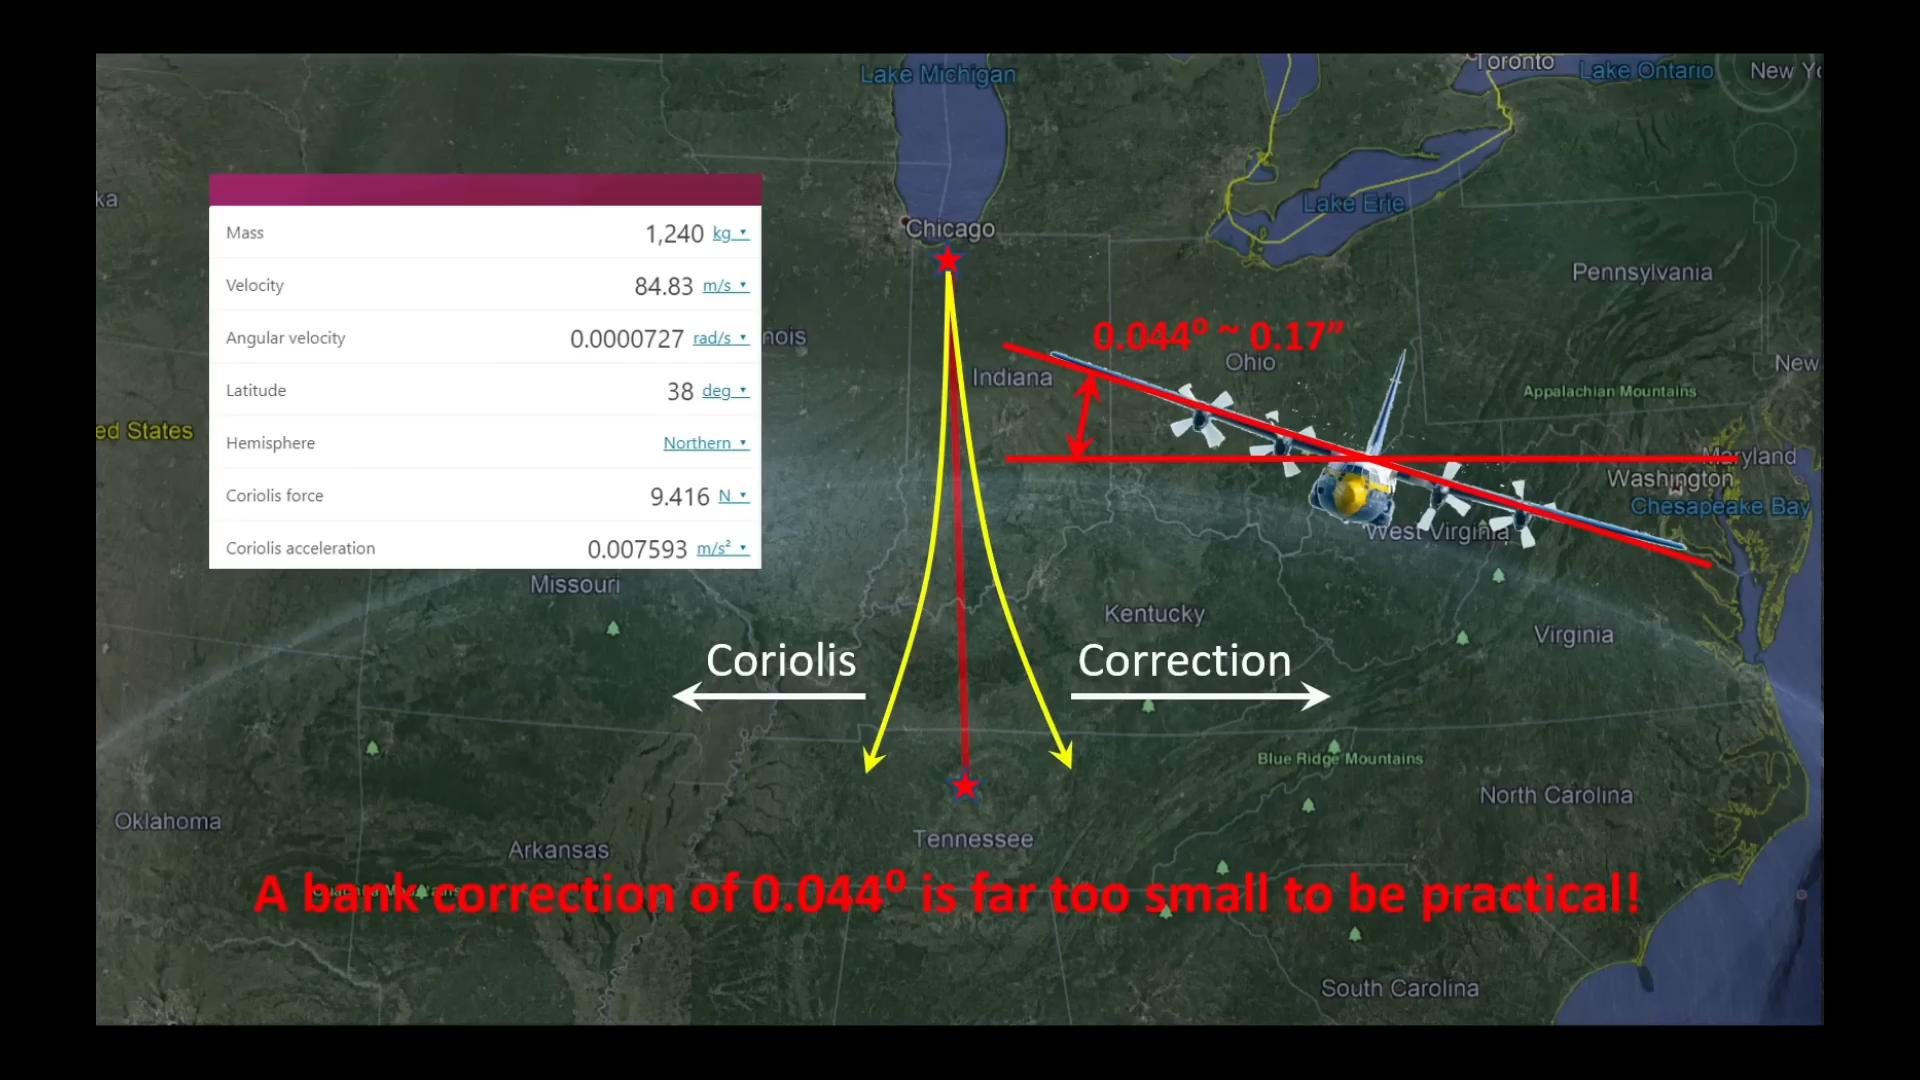 Lake Michigan
Toronto
Lake Ontario
New Yo
ka
Mass 1,240 kg
Velocity 84.83 m/s
Angular velocity 0.0000727 rad/s
Latitude 38 deg
Hemisphere Northern
Coriolis force 9.416 N
Coriolis acceleration 0.007593 m/s²
Chicago
Lake Erie
Pennsylvania
nois
0.044⁰ ~ 0.17”
Ohio
Indiana
New
Appalachian Mountains
ed States
Maryland
Washington
Chesapeake Bay
West Virginia
Missouri
Kentucky
Virginia
Coriolis
Correction
Blue Ridge Mountains
North Carolina
Oklahoma
Tennessee
Arkansas
A bank correction of 0.044⁰ is far too small to be practical!
South Carolina